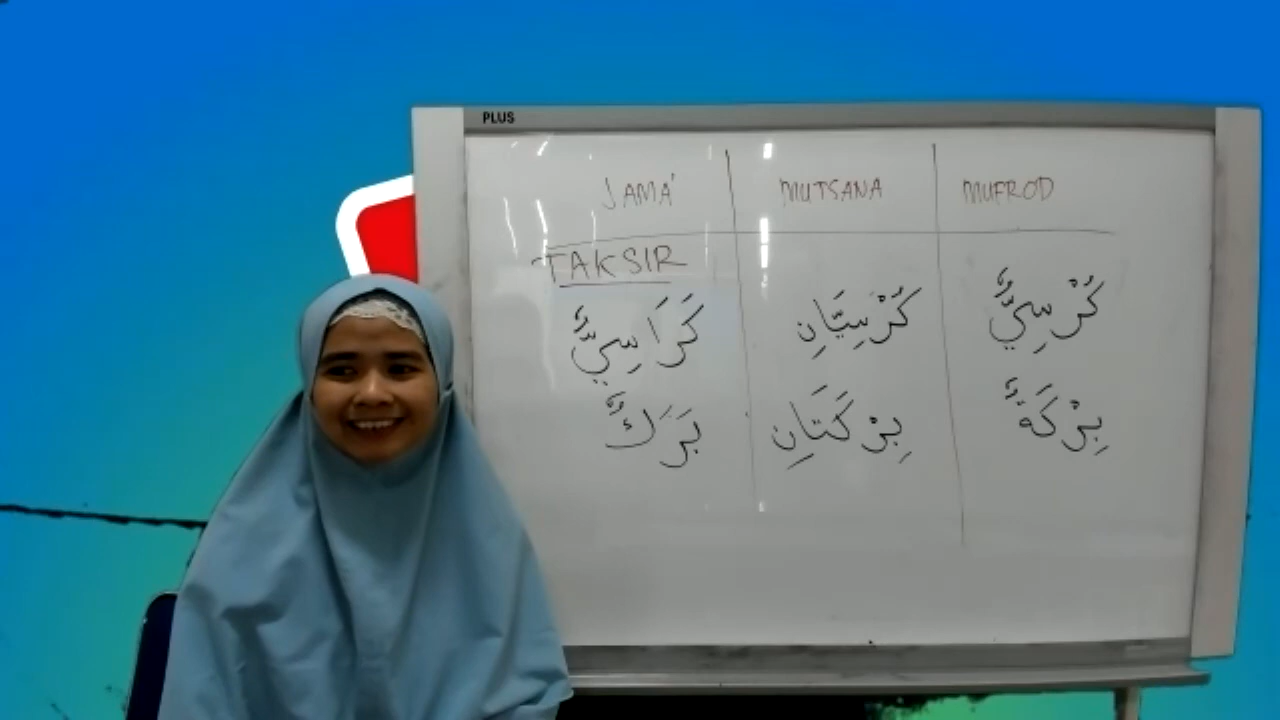 PLUS
JAMA' MUTSANA MUFROD
TAKSIR
كُرْسِيٌّ كُرْسِيَّانِ كَرَاسِيٌّ
بِرْكَةٌ بِرْكَتَانِ بَرَكٌ